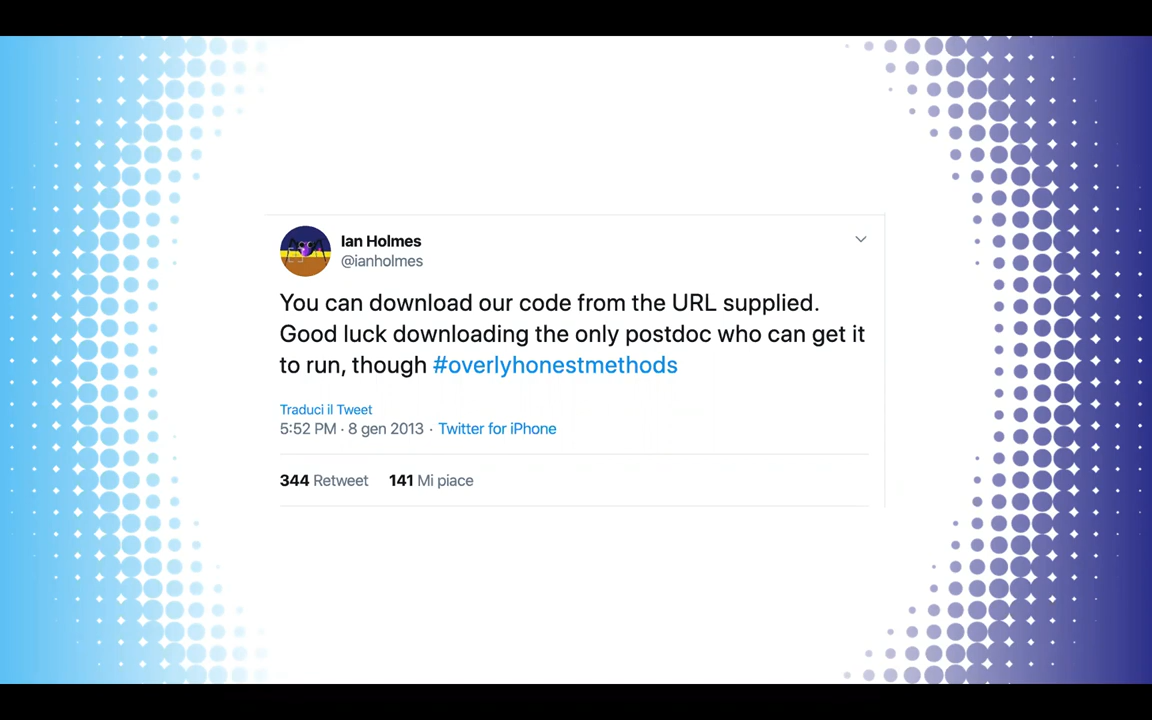 Ian Holmes
@ianholmes
You can download our code from the URL supplied.
Good luck downloading the only postdoc who can get it
to run, though #overlyhonestmethods
Traduci il Tweet
5:52 PM · 8 gen 2013 · Twitter for iPhone
344 Retweet 141 Mi piace